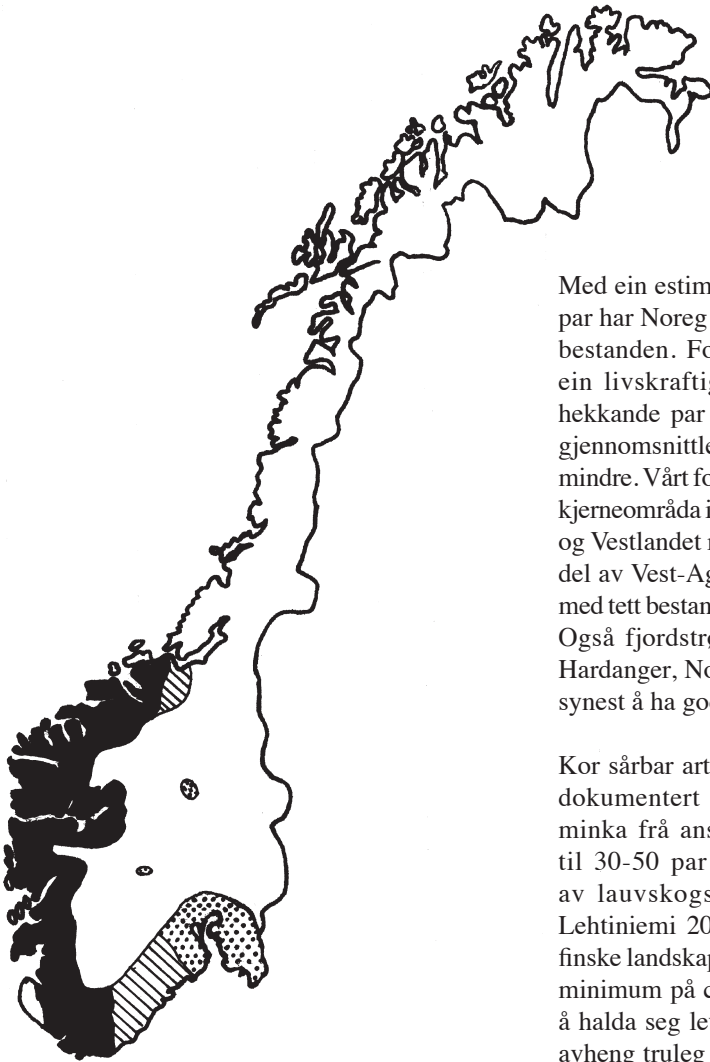 Med ein estim
par har Noreg
bestanden. Fo
ein livskraftig
hekkande par
gjennomsnittle
mindre. Vårt fo
kjerneområda i
og Vestlandet
del av Vest-Ag
med tett bestan
Også fjordstrø
Hardanger, No
synest å ha go
Kor sårbar art
dokumentert
minka frå ans
til 30-50 par
av lauvskogs
Lehtiniemi 20
finske landskap
minimum på c
å halda seg lev
avheng truleg